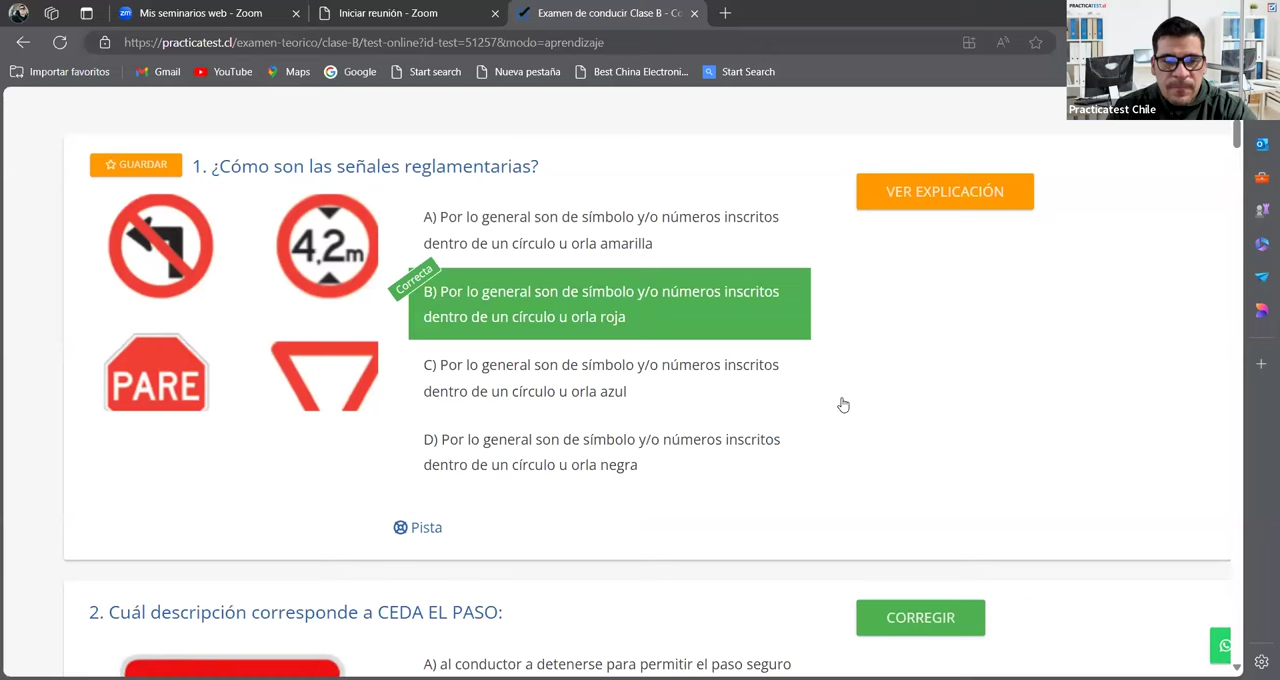 Mis seminarios web - Zoom
Iniciar reunión - Zoom
Examen de conducir Clase B - Co
https://practicatest.cl/examen-teorico/clase-B/test-online?id-test=51257&modo=aprendizaje
Importar favoritos
Gmail
YouTube
Maps
Google
Start search
Nueva pestaña
Best China Electroni...
Start Search
PRACTICATEST.cl
Practicatest Chile
GUARDAR
1. ¿Cómo son las señales reglamentarias?
VER EXPLICACIÓN
4,2m
PARE
A) Por lo general son de símbolo y/o números inscritos
dentro de un círculo u orla amarilla
Correcta
B) Por lo general son de símbolo y/o números inscritos
dentro de un círculo u orla roja
C) Por lo general son de símbolo y/o números inscritos
dentro de un círculo u orla azul
D) Por lo general son de símbolo y/o números inscritos
dentro de un círculo u orla negra
Pista
2. Cuál descripción corresponde a CEDA EL PASO:
CORREGIR
A) al conductor a detenerse para permitir el paso seguro